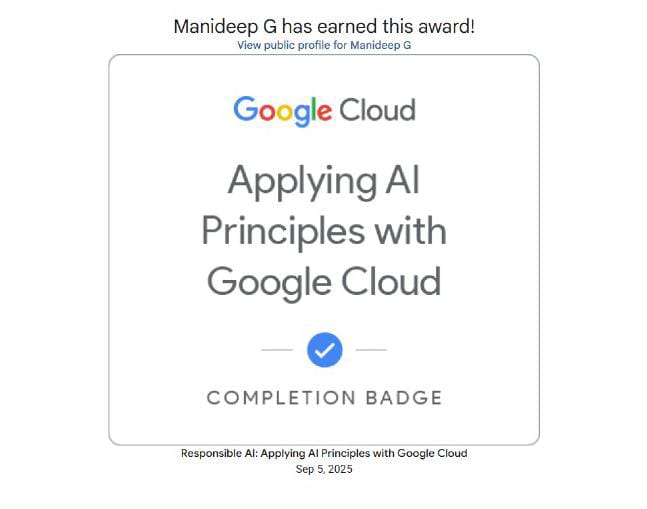 Manideep G has earned this award!
View public profile for Manideep G
Google Cloud
Applying AI
Principles with
Google Cloud
COMPLETION BADGE
Responsible AI: Applying AI Principles with Google Cloud
Sep 5, 2025